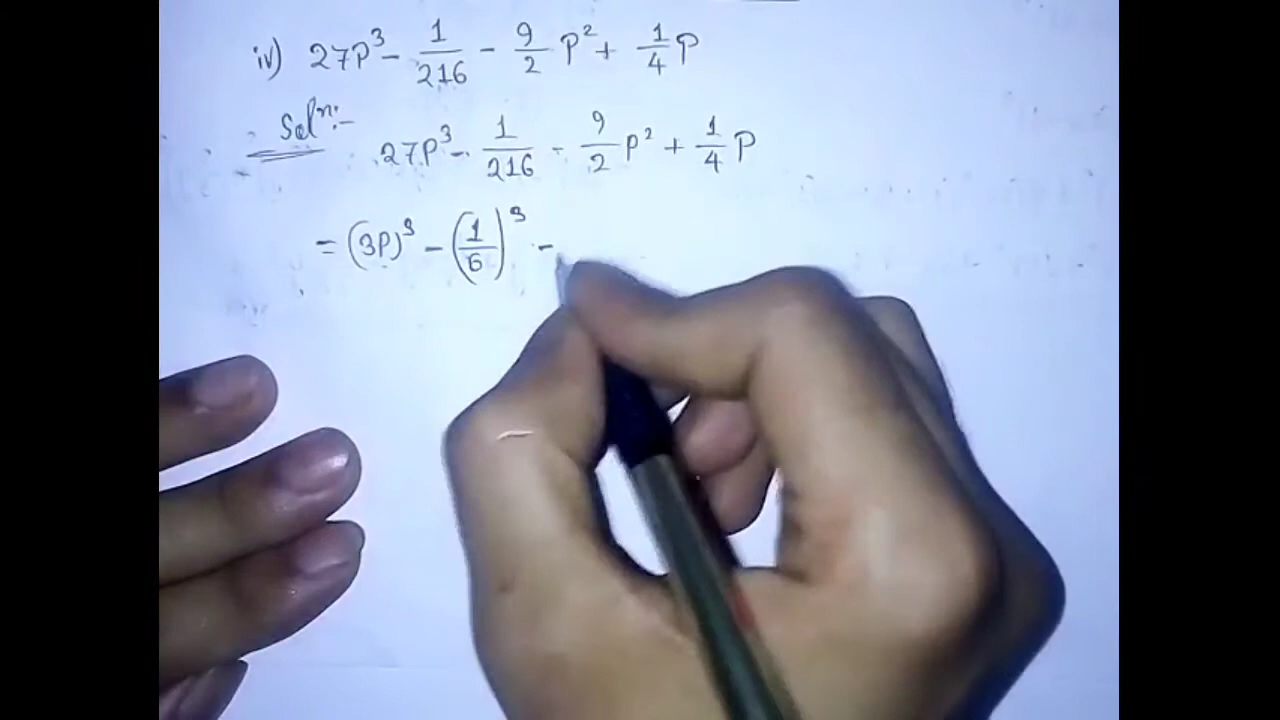 iv) 27P³ - 1/216 - 9/2 P² + 1/4 P
Solⁿ:-
27P³ - 1/216 - 9/2 P² + 1/4 P
= (3P)³ - (1/6)³ -